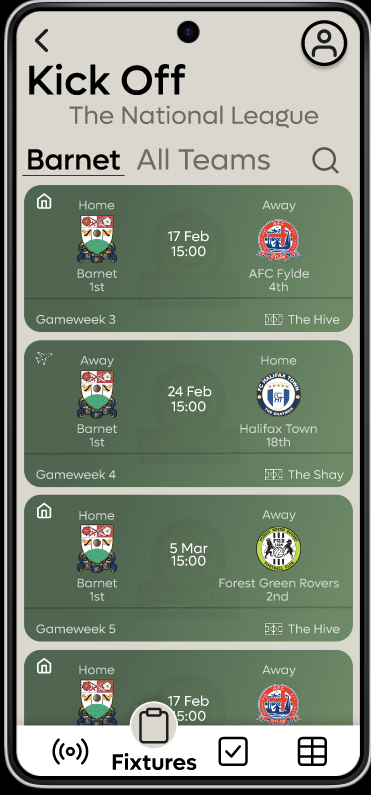 Kick Off
The National League
Barnet All Teams
Home Away
17 Feb
15:00
Barnet AFC Fylde
1st 4th
Gameweek 3 The Hive
Away Home
24 Feb
15:00
Barnet Halifax Town
1st 18th
Gameweek 4 The Shay
Home Away
5 Mar
15:00
Barnet Forest Green Rovers
1st 2nd
Gameweek 5 The Hive
Home Away
17 Feb
15:00
Fixtures